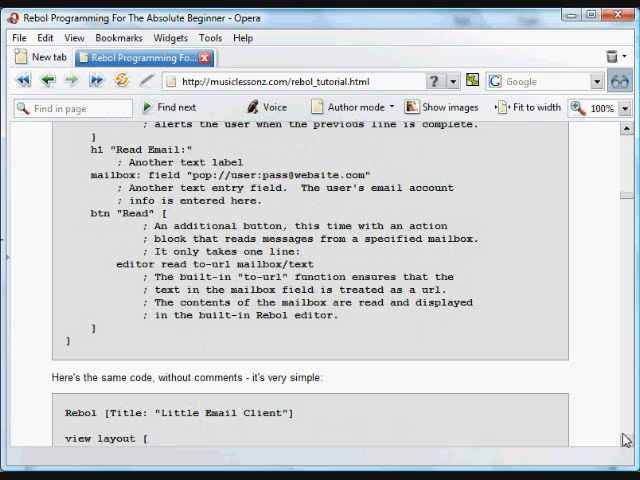 Rebol Programming For The Absolute Beginner - Opera
File Edit View Bookmarks Widgets Tools Help
New tab Rebol Programming Fo...
http://musiclessonz.com/rebol_tutorial.html ? Google
Find in page Find next Voice Author mode Show images Fit to width 100%
; alerts the user when the previous line is complete.
]
h1 "Read Email:"
; Another text label
mailbox: field "pop://user:pass@website.com"
; Another text entry field. The user's email account
; info is entered here.
btn "Read" [
; An additional button, this time with an action
; block that reads messages from a specified mailbox.
; It only takes one line:
editor read to-url mailbox/text
; The built-in "to-url" function ensures that the
; text in the mailbox field is treated as a url.
; The contents of the mailbox are read and displayed
; in the built-in Rebol editor.
]
]
Here's the same code, without comments - it's very simple:
Rebol [Title: "Little Email Client"]
view layout [